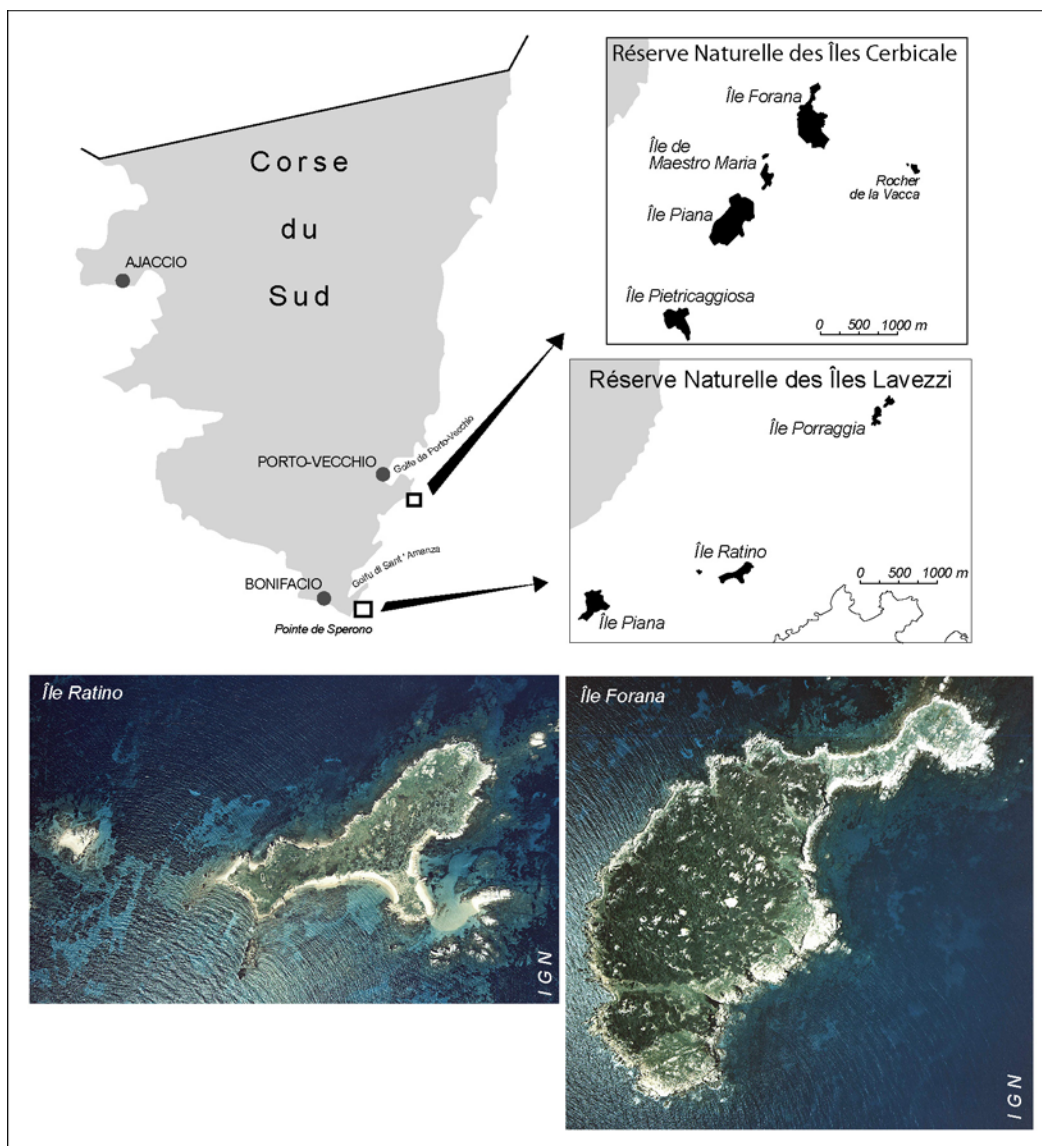 Corse
du
Sud
AJACCIO
PORTO-VECCHIO
Golfe de Porto-Vecchio
Golfu di Sant' Amanza
BONIFACIO
Pointe de Sperono
Réserve Naturelle des Îles Cerbicale
Île Forana
Île de
Maestro Maria
Rocher
de la Vacca
Île Piana
Île Pietricaggiosa
0 500 1000 m
Réserve Naturelle des Îles Lavezzi
Île Porraggia
Île Ratino
0 500 1000 m
Île Piana
Île Ratino
IGN
Île Forana
IGN